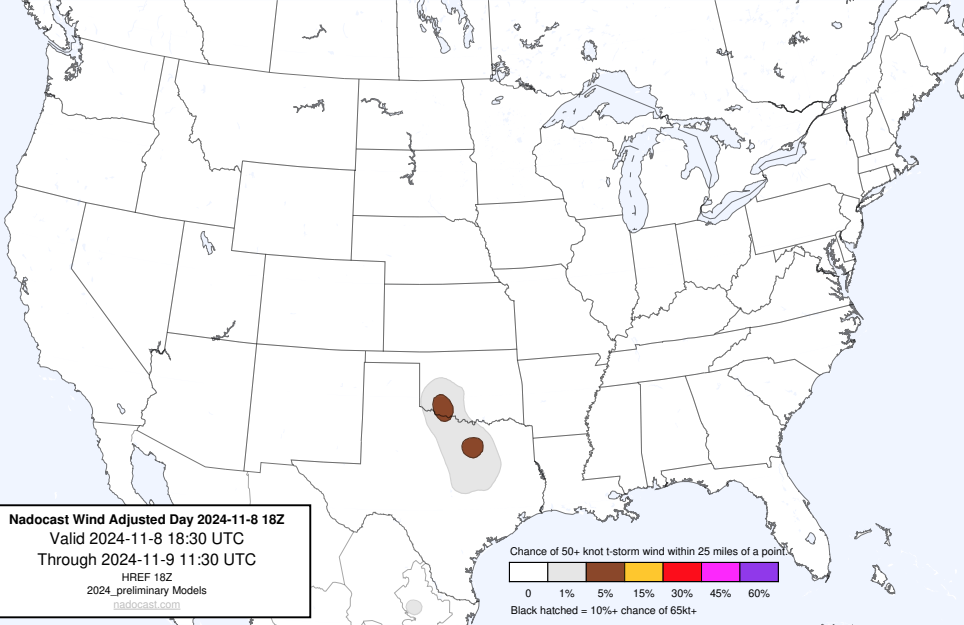 Nadocast Wind Adjusted Day 2024-11-8 18Z
Valid 2024-11-8 18:30 UTC
Through 2024-11-9 11:30 UTC
HREF 18Z
2024_preliminary Models
nadocast.com
Chance of 50+ knot t-storm wind within 25 miles of a point.
0 1% 5% 15% 30% 45% 60%
Black hatched = 10%+ chance of 65kt+